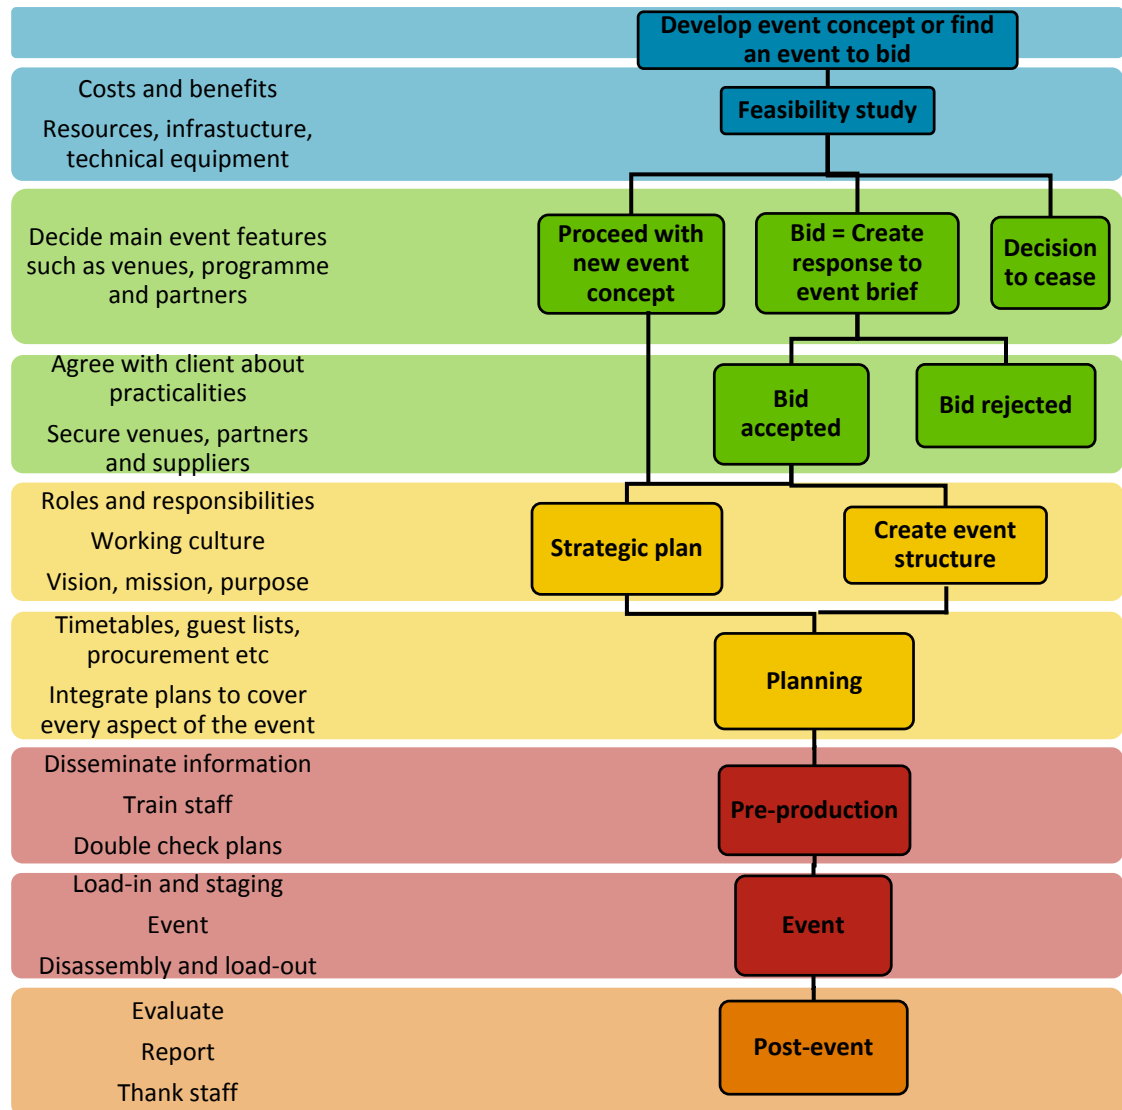 Develop event concept or find
an event to bid
Costs and benefits
Resources, infrastucture,
technical equipment
Feasibility study
Decide main event features
such as venues, programme
and partners
Proceed with
new event
concept
Bid = Create
response to
event brief
Decision
to cease
Agree with client about
practicalities
Secure venues, partners
and suppliers
Bid
accepted
Bid rejected
Roles and responsibilities
Working culture
Vision, mission, purpose
Strategic plan
Create event
structure
Timetables, guest lists,
procurement etc
Integrate plans to cover
every aspect of the event
Planning
Disseminate information
Train staff
Double check plans
Pre-production
Load-in and staging
Event
Disassembly and load-out
Event
Evaluate
Report
Thank staff
Post-event